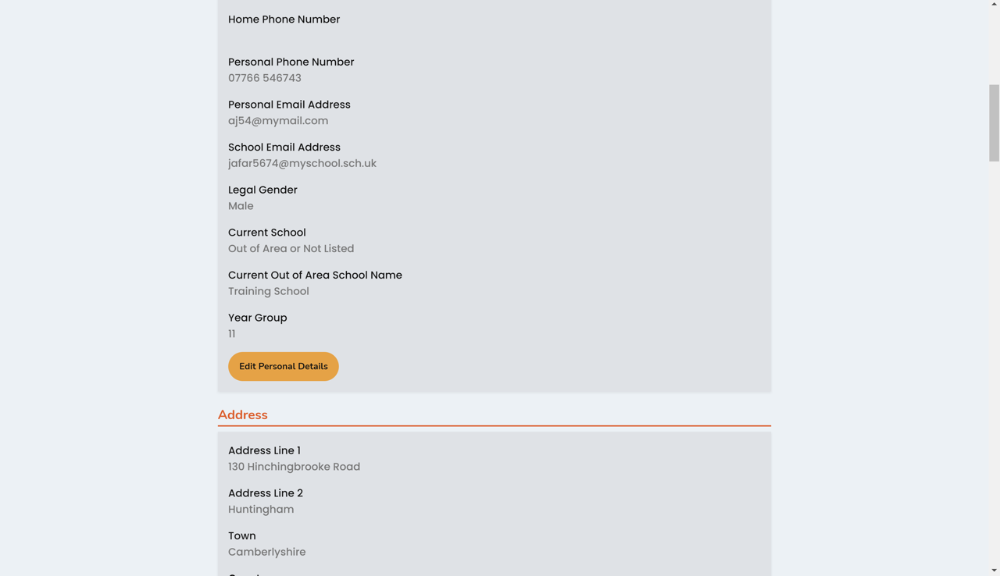 Home Phone Number
Personal Phone Number
07766 546743
Personal Email Address
aj54@mymail.com
School Email Address
jafar5674@myschool.sch.uk
Legal Gender
Male
Current School
Out of Area or Not Listed
Current Out of Area School Name
Training School
Year Group
11
Edit Personal Details
Address
Address Line 1
130 Hinchingbrooke Road
Address Line 2
Huntingham
Town
Camberlyshire